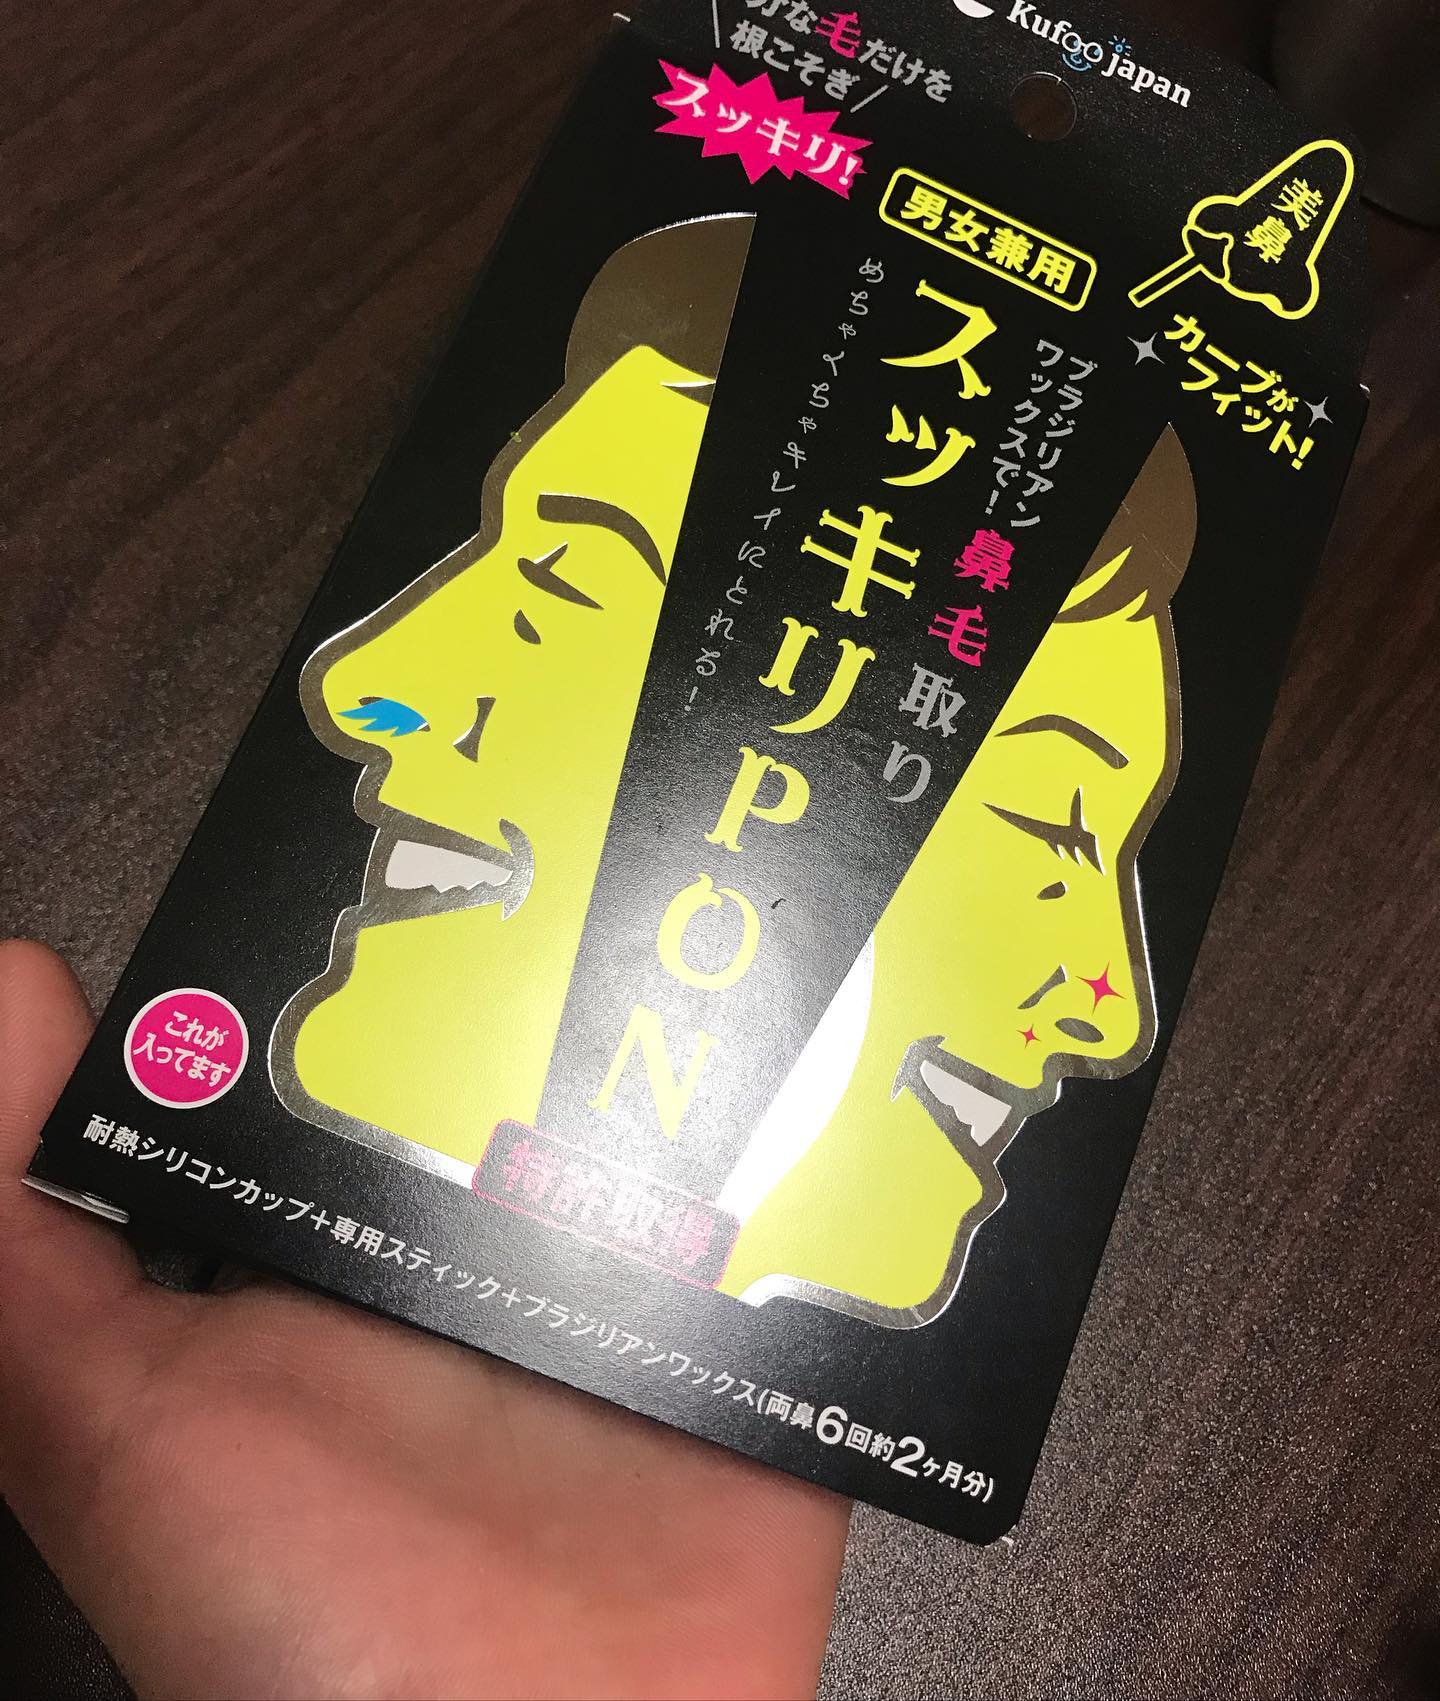 Kufoo japan
な毛だけを
根こそぎ
スッキリ!
美鼻
カーブが
フィット!
男女兼用
ブラジリアン
ワックスで!
鼻毛取り
スッキリpON
めちゃくちゃキレイにとれる!
特許取得
これが
入ってます
耐熱シリコンカップ+専用スティック+ブラジリアンワックス(両鼻6回約2ヶ月分)